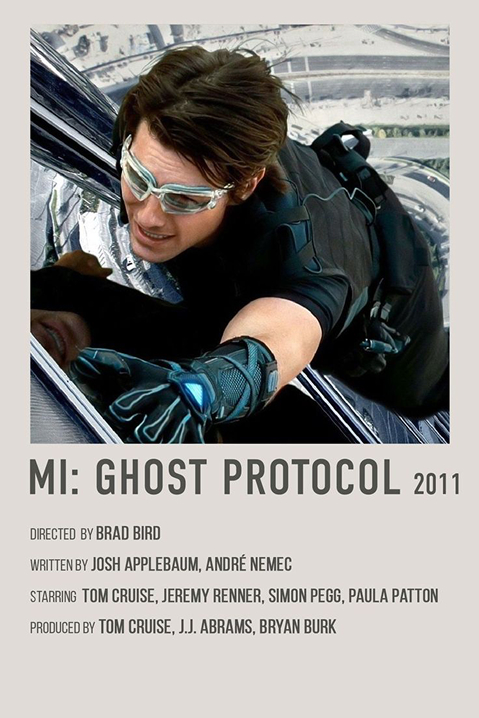 MI: GHOST PROTOCOL 2011
DIRECTED BY BRAD BIRD
WRITTEN BY JOSH APPLEBAUM, ANDRÉ NEMEC
STARRING TOM CRUISE, JEREMY RENNER, SIMON PEGG, PAULA PATTON
PRODUCED BY TOM CRUISE, J.J. ABRAMS, BRYAN BURK